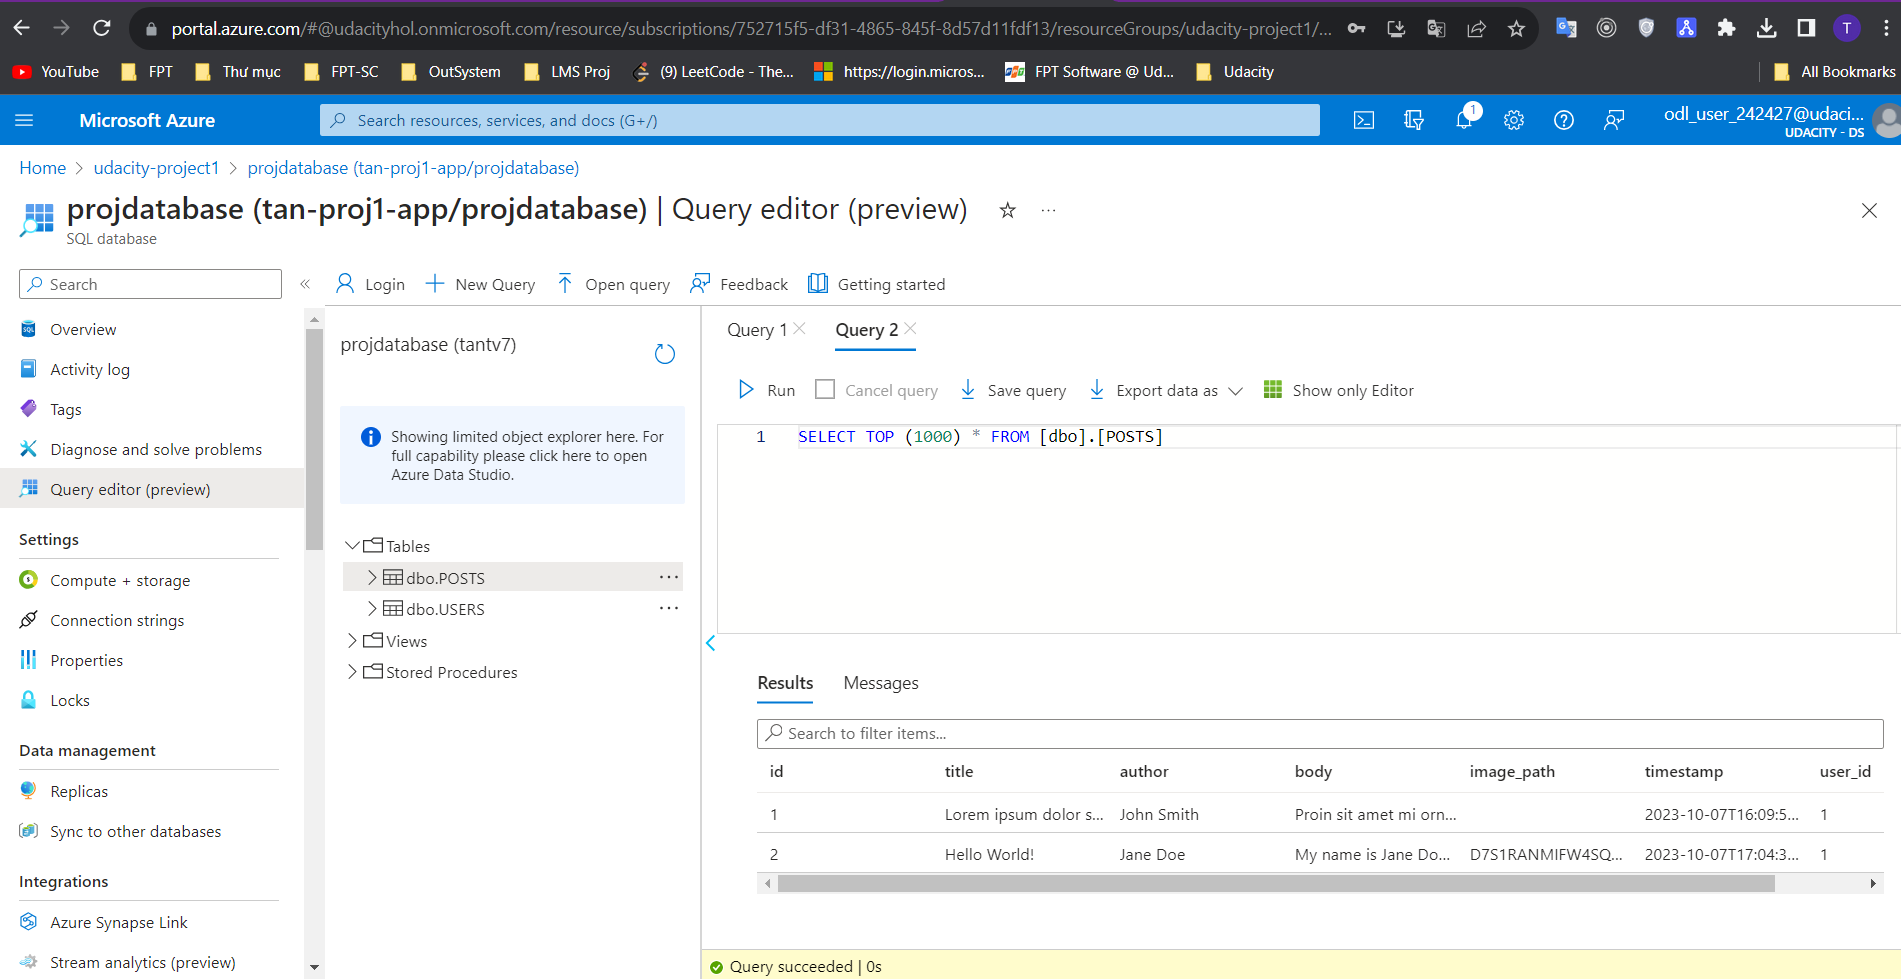 portal.azure.com/#@udacityhol.onmicrosoft.com/resource/subscriptions/752715f5-df31-4865-845f-8d57d11fdf13/resourceGroups/udacity-project1/...
T
YouTube FPT Thư mục FPT-SC OutSystem LMS Proj (9) LeetCode - The... https://login.micros... FPT Software @ Ud... Udacity All Bookmarks
Microsoft Azure
Search resources, services, and docs (G+/)
1
odl_user_242427@udaci...
UDACITY - DS
Home > udacity-project1 > projdatabase (tan-proj1-app/projdatabase)
projdatabase (tan-proj1-app/projdatabase) | Query editor (preview)
SQL database
Search
Login New Query Open query Feedback Getting started
Overview
Activity log
Tags
Diagnose and solve problems
Query editor (preview)
Settings
Compute + storage
Connection strings
Properties
Locks
Data management
Replicas
Sync to other databases
Integrations
Azure Synapse Link
Stream analytics (preview)
projdatabase (tantv7)
Showing limited object explorer here. For
full capability please click here to open
Azure Data Studio.
Tables
dbo.POSTS
dbo.USERS
Views
Stored Procedures
Query 1 Query 2
Run Cancel query Save query Export data as Show only Editor
1 SELECT TOP (1000) * FROM [dbo].[POSTS]
Results Messages
Search to filter items...
id title author body image_path timestamp user_id
1 Lorem ipsum dolor s... John Smith Proin sit amet mi orn... 2023-10-07T16:09:5... 1
2 Hello World! Jane Doe My name is Jane Do... D7S1RANMIFW4SQ... 2023-10-07T17:04:3... 1
Query succeeded | 0s